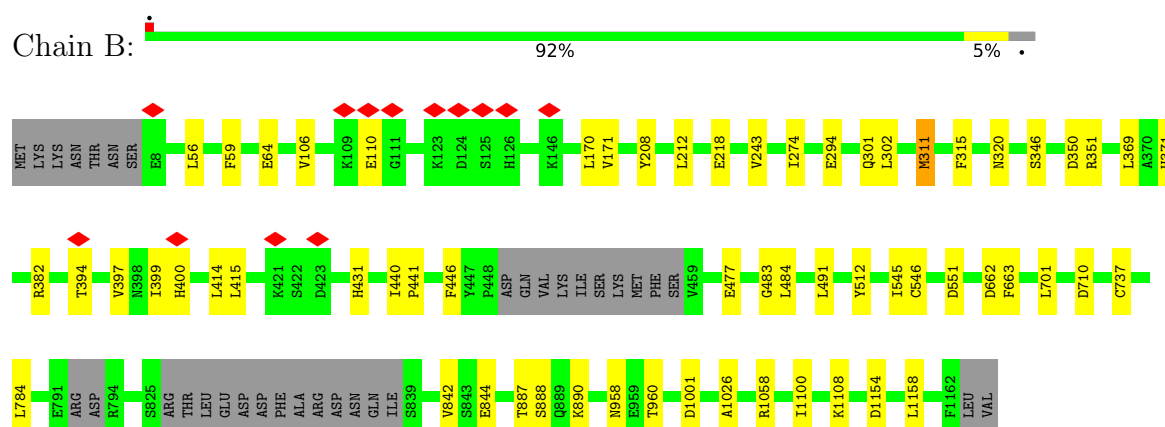 Chain B: 92% 5%
MET LYS LYS ASN THR ASN SER E8 L56 F59 E64 V106 K109 E110 G111 K123 D124 S125 H126 K146 L170 V171 Y208 L212 E218 V243 I274 E294 Q301 L302 M311 F315 N320 S346 D350 R351 L369 A370
R382 T394 V397 N398 I399 H400 L414 L415 K421 S422 D423 H431 I440 P441 F446 Y447 P448 ASP GLN VAL LYS ILE SER LYS MET PHE SER V459 E477 G483 L484 L491 Y512 I545 C546 D551 D662 F663 L701 D710 C737
L784 E791 ARG ASP R794 S825 ARG THR LEU GLU ASP ASP PHE ALA ARG ASP ASN GLN ILE S839 V842 S843 E844 T887 S888 Q889 K890 N958 E959 T960 D1001 A1026 R1058 I1100 K1108 D1154 L1158 F1162 LEU VAL